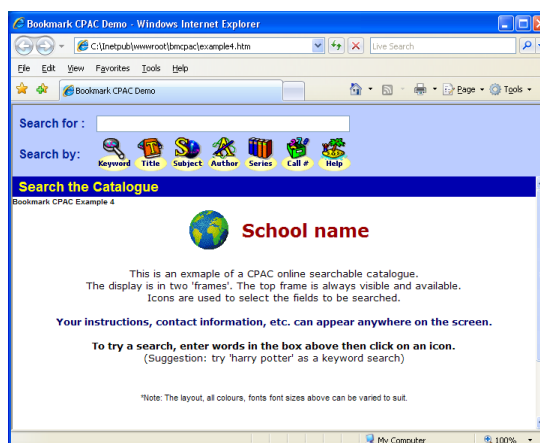 Bookmark CPAC Demo - Windows Internet Explorer
C:\Inetpub\wwwroot\bmcpac\example4.htm
Live Search
File Edit View Favorites Tools Help
Bookmark CPAC Demo
Page Tools
Search for :
Search by: Keyword Title Subject Author Series Call # Help
Search the Catalogue
Bookmark CPAC Example 4
School name
This is an exmaple of a CPAC online searchable catalogue.
The display is in two 'frames'. The top frame is always visible and available.
Icons are used to select the fields to be searched.
Your instructions, contact information, etc. can appear anywhere on the screen.
To try a search, enter words in the box above then click on an icon.
(Suggestion: try 'harry potter' as a keyword search)
*Note: The layout, all colours, fonts font sizes above can be varied to suit.
My Computer 100%